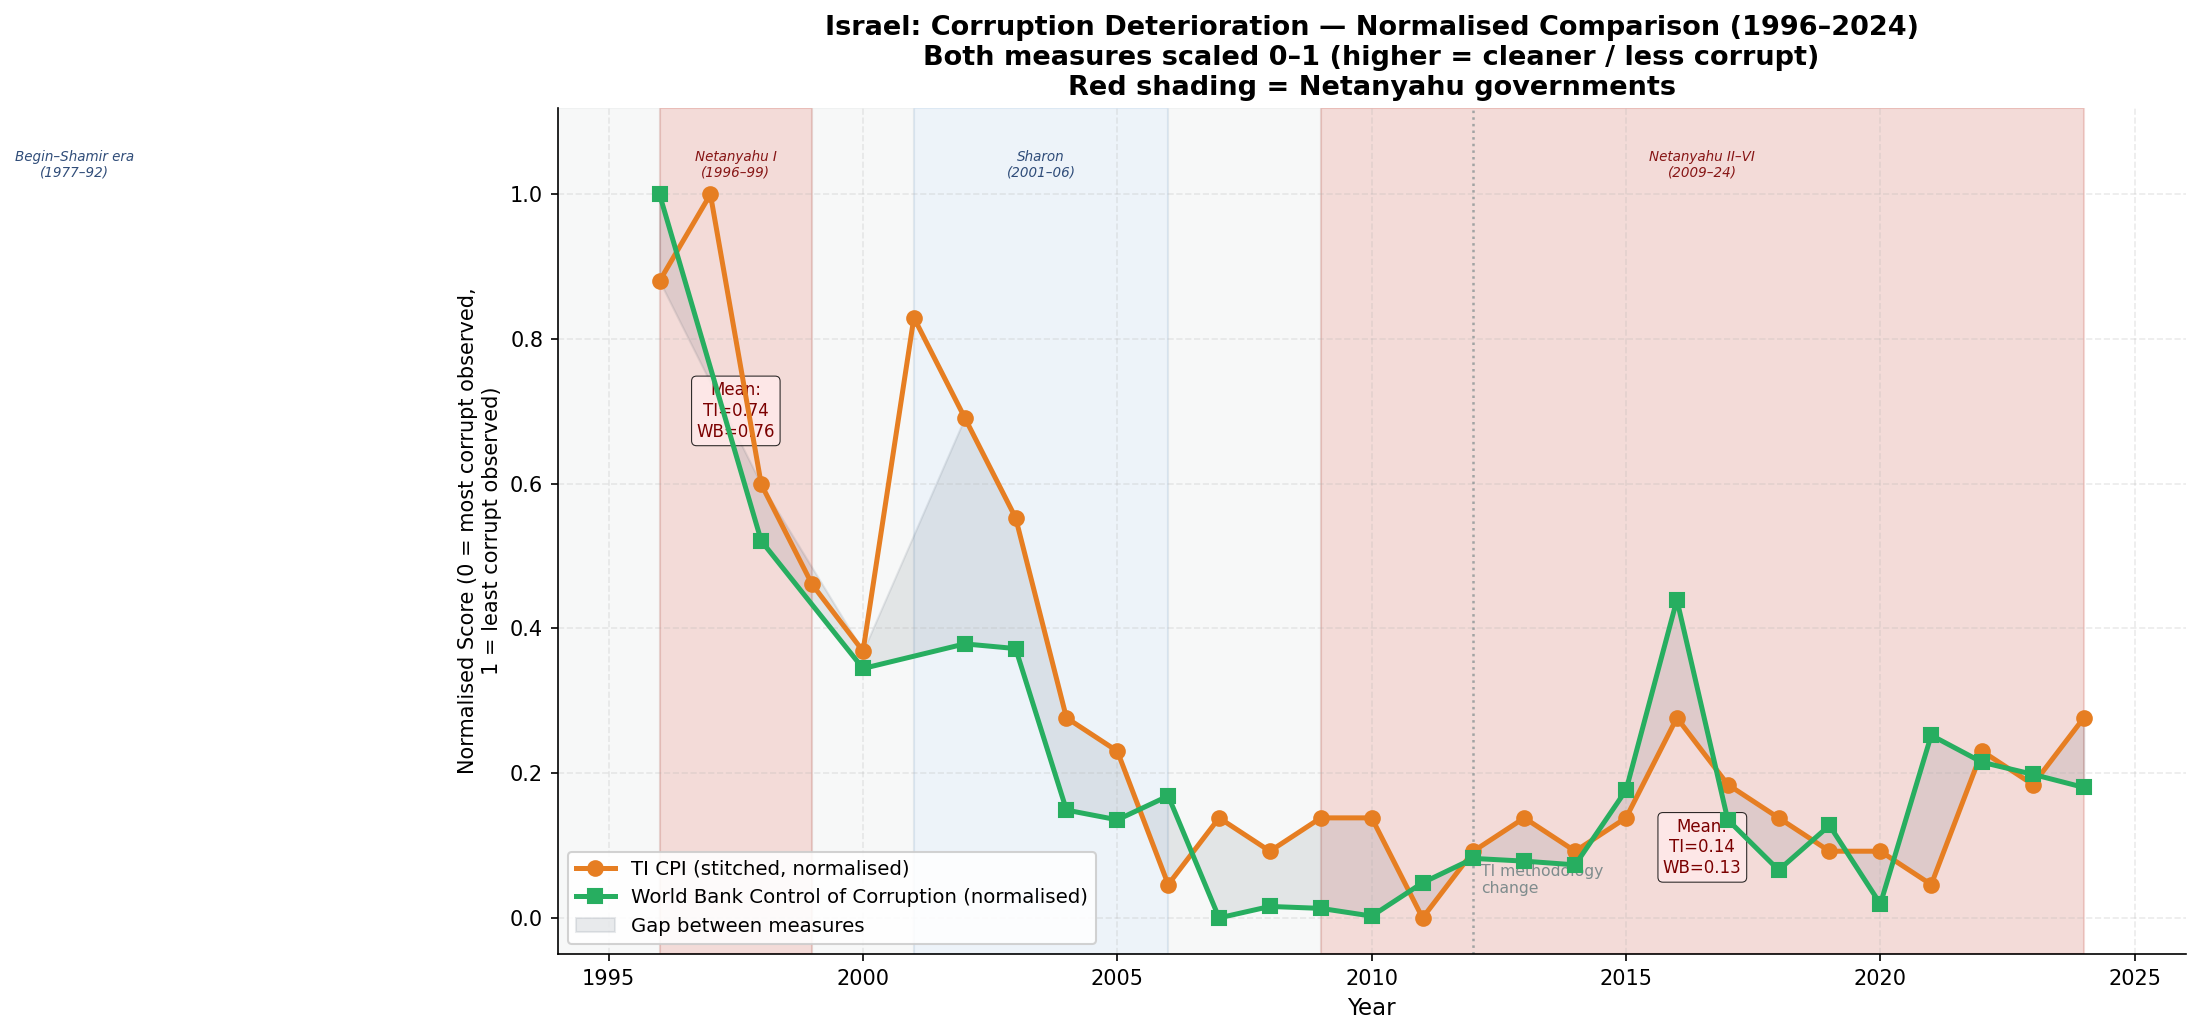 Israel: Corruption Deterioration — Normalised Comparison (1996–2024)
Both measures scaled 0–1 (higher = cleaner / less corrupt)
Red shading = Netanyahu governments
Begin–Shamir era
(1977–92)
Netanyahu I
(1996–99)
Sharon
(2001–06)
Netanyahu II–VI
(2009–24)
Normalised Score (0 = most corrupt observed,
1 = least corrupt observed)
1.0
0.8
0.6
0.4
0.2
0.0
Mean:
TI=0.74
WB=0.76
Mean:
TI=0.14
WB=0.13
TI methodology
change
TI CPI (stitched, normalised)
World Bank Control of Corruption (normalised)
Gap between measures
1995
2000
2005
2010
2015
2020
2025
Year